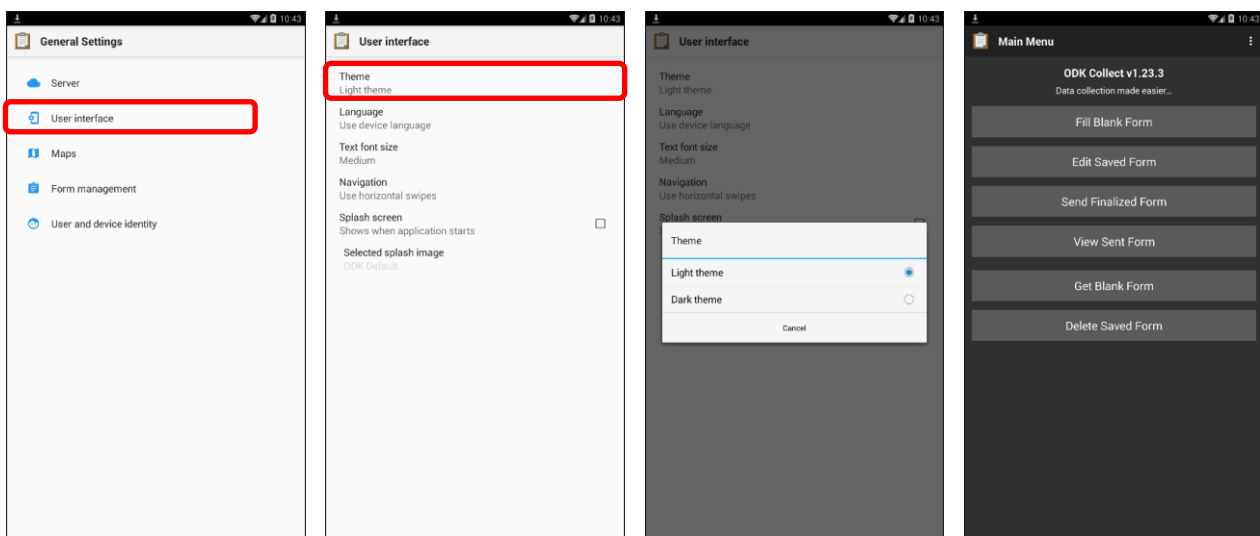 10:43
General Settings
Server
User interface
Maps
Form management
User and device identity
10:43
User interface
Theme
Light theme
Language
Use device language
Text font size
Medium
Navigation
Use horizontal swipes
Splash screen
Shows when application starts
Selected splash image
ODK Default
10:43
User interface
Theme
Light theme
Language
Use device language
Text font size
Medium
Navigation
Use horizontal swipes
Splash screen
Theme
Light theme
Dark theme
Cancel
10:43
Main Menu
ODK Collect v1.23.3
Data collection made easier...
Fill Blank Form
Edit Saved Form
Send Finalized Form
View Sent Form
Get Blank Form
Delete Saved Form